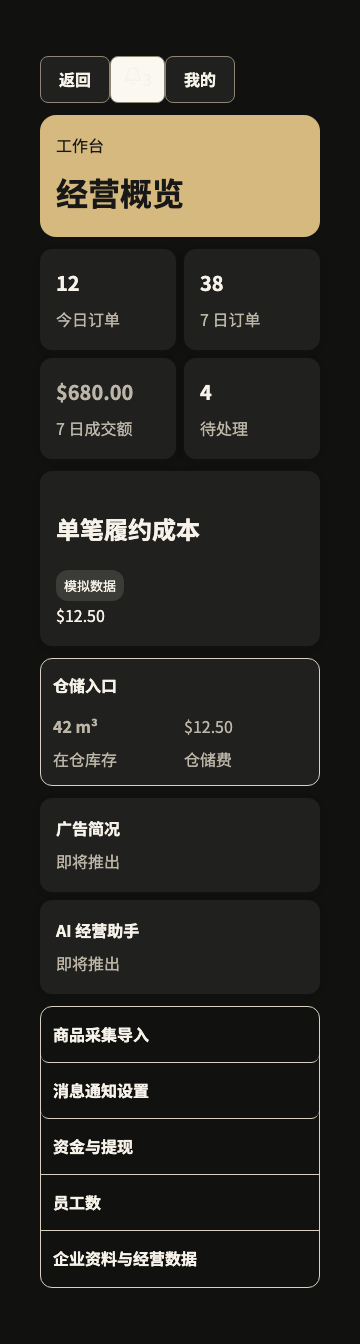 返回
我的
工作台
经营概览
12
今日订单
38
7 日订单
$680.00
7 日成交额
4
待处理
单笔履约成本
模拟数据
$12.50
仓储入口
42 m³
在仓库存
$12.50
仓储费
广告简况
即将推出
AI 经营助手
即将推出
商品采集导入
消息通知设置
资金与提现
员工数
企业资料与经营数据